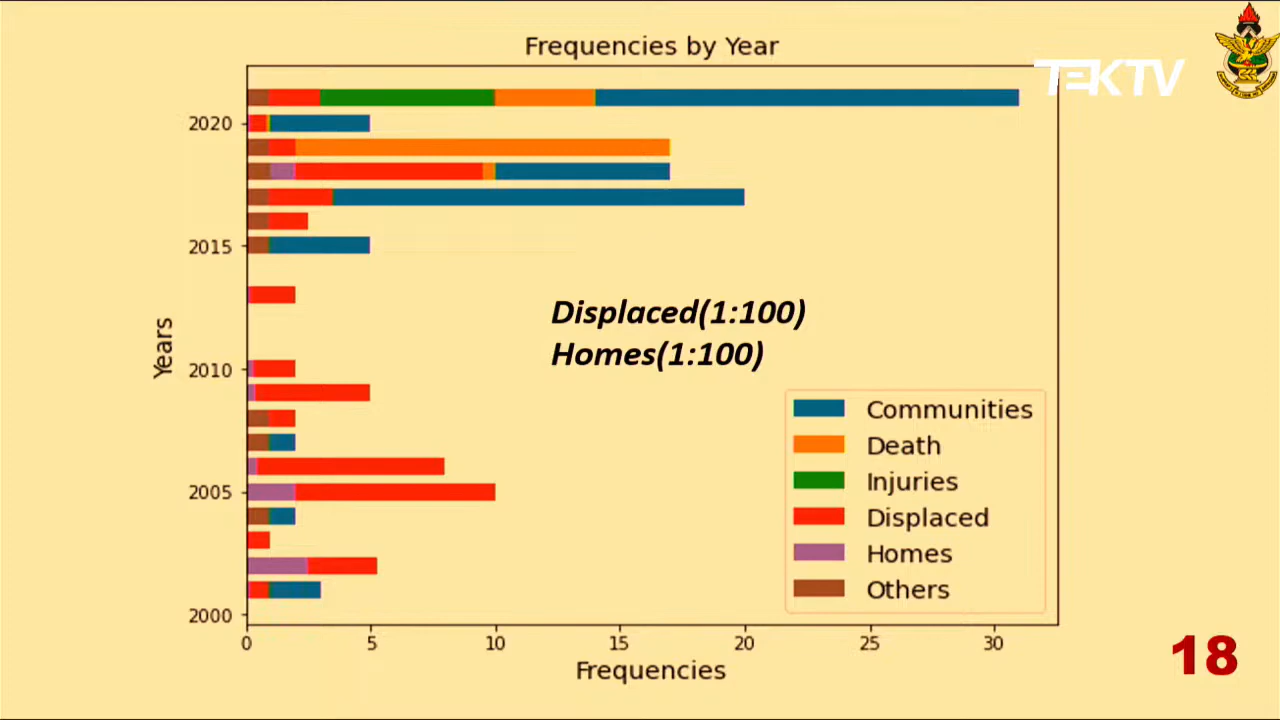 Frequencies by Year
TEKTV
2020
2015
2010
2005
2000
Years
Displaced(1:100)
Homes(1:100)
Communities
Death
Injuries
Displaced
Homes
Others
0 5 10 15 20 25 30
Frequencies
18